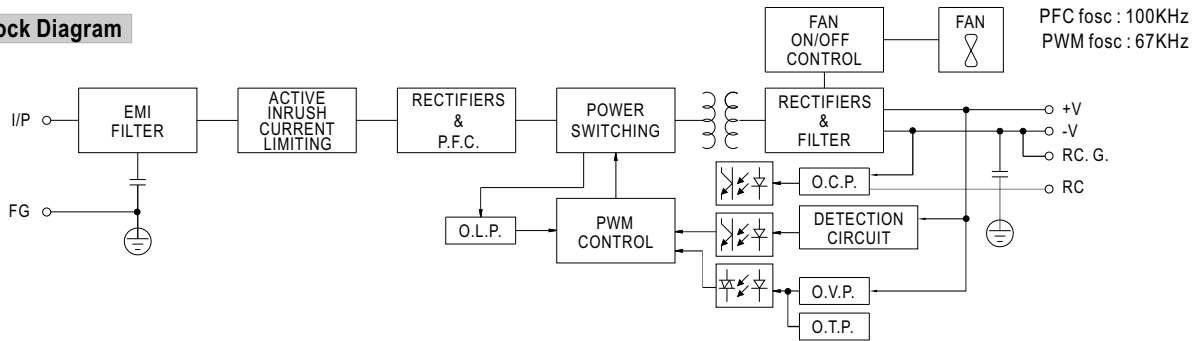 ock Diagram
PFC fosc : 100KHz
PWM fosc : 67KHz
FAN
ON/OFF
CONTROL
FAN
I/P
EMI
FILTER
ACTIVE
INRUSH
CURRENT
LIMITING
RECTIFIERS
&
P.F.C.
POWER
SWITCHING
RECTIFIERS
&
FILTER
+V
-V
RC. G.
RC
FG
O.L.P.
PWM
CONTROL
O.C.P.
DETECTION
CIRCUIT
O.V.P.
O.T.P.